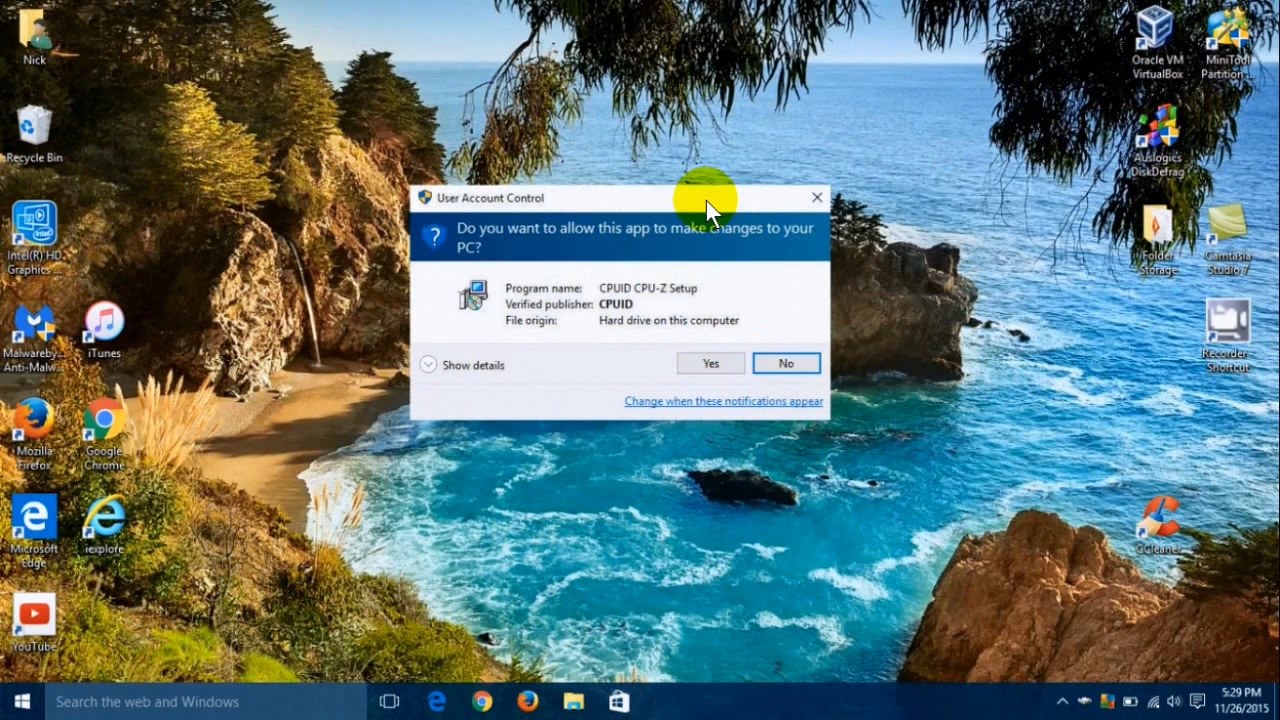 Nick
Recycle Bin
Intel(R) HD
Graphics ...
Malwareby...
Anti-Malw...
iTunes
Mozilla
Firefox
Google
Chrome
Microsoft
Edge
iexplore
YouTube
User Account Control
Do you want to allow this app to make changes to your
PC?
Program name: CPUID CPU-Z Setup
Verified publisher: CPUID
File origin: Hard drive on this computer
Show details
Yes
No
Change when these notifications appear
Oracle VM
VirtualBox
MiniTool
Partition ...
Auslogics
DiskDefrag
Folder
Storage
Camtasia
Studio 7
Recorder
Shortcut
CCleaner
Search the web and Windows
5:29 PM
11/26/2015